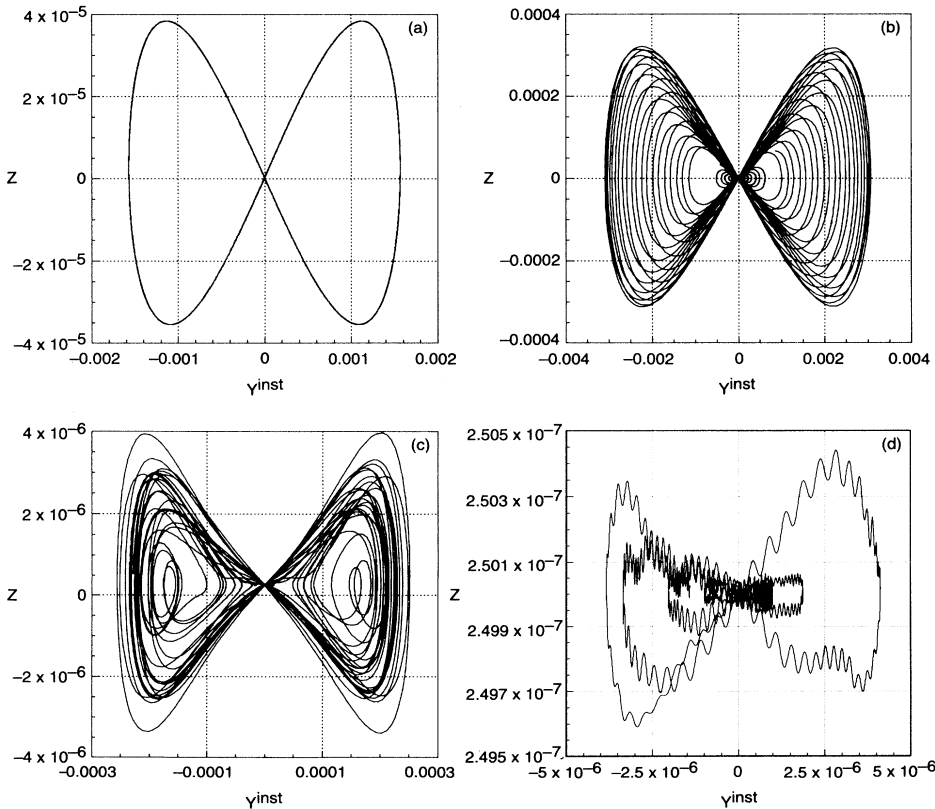 (a)
4 x 10⁻⁵
2 x 10⁻⁵
Z
0
−2 x 10⁻⁵
−4 x 10⁻⁵
−0.002 −0.001 0 0.001 0.002
Yinst
(b)
0.0004
0.0002
Z
0
−0.0002
−0.0004
−0.004 −0.002 0 0.002 0.004
Yinst
(c)
4 x 10⁻⁶
2 x 10⁻⁶
Z
0
−2 x 10⁻⁶
−4 x 10⁻⁶
−0.0003 −0.0001 0.0001 0.0003
Yinst
(d)
2.505 x 10⁻⁷
2.503 x 10⁻⁷
2.501 x 10⁻⁷
Z
2.499 x 10⁻⁷
2.497 x 10⁻⁷
2.495 x 10⁻⁷
−5 x 10⁻⁶ −2.5 x 10⁻⁶ 0 2.5 x 10⁻⁶ 5 x 10⁻⁶
Yinst